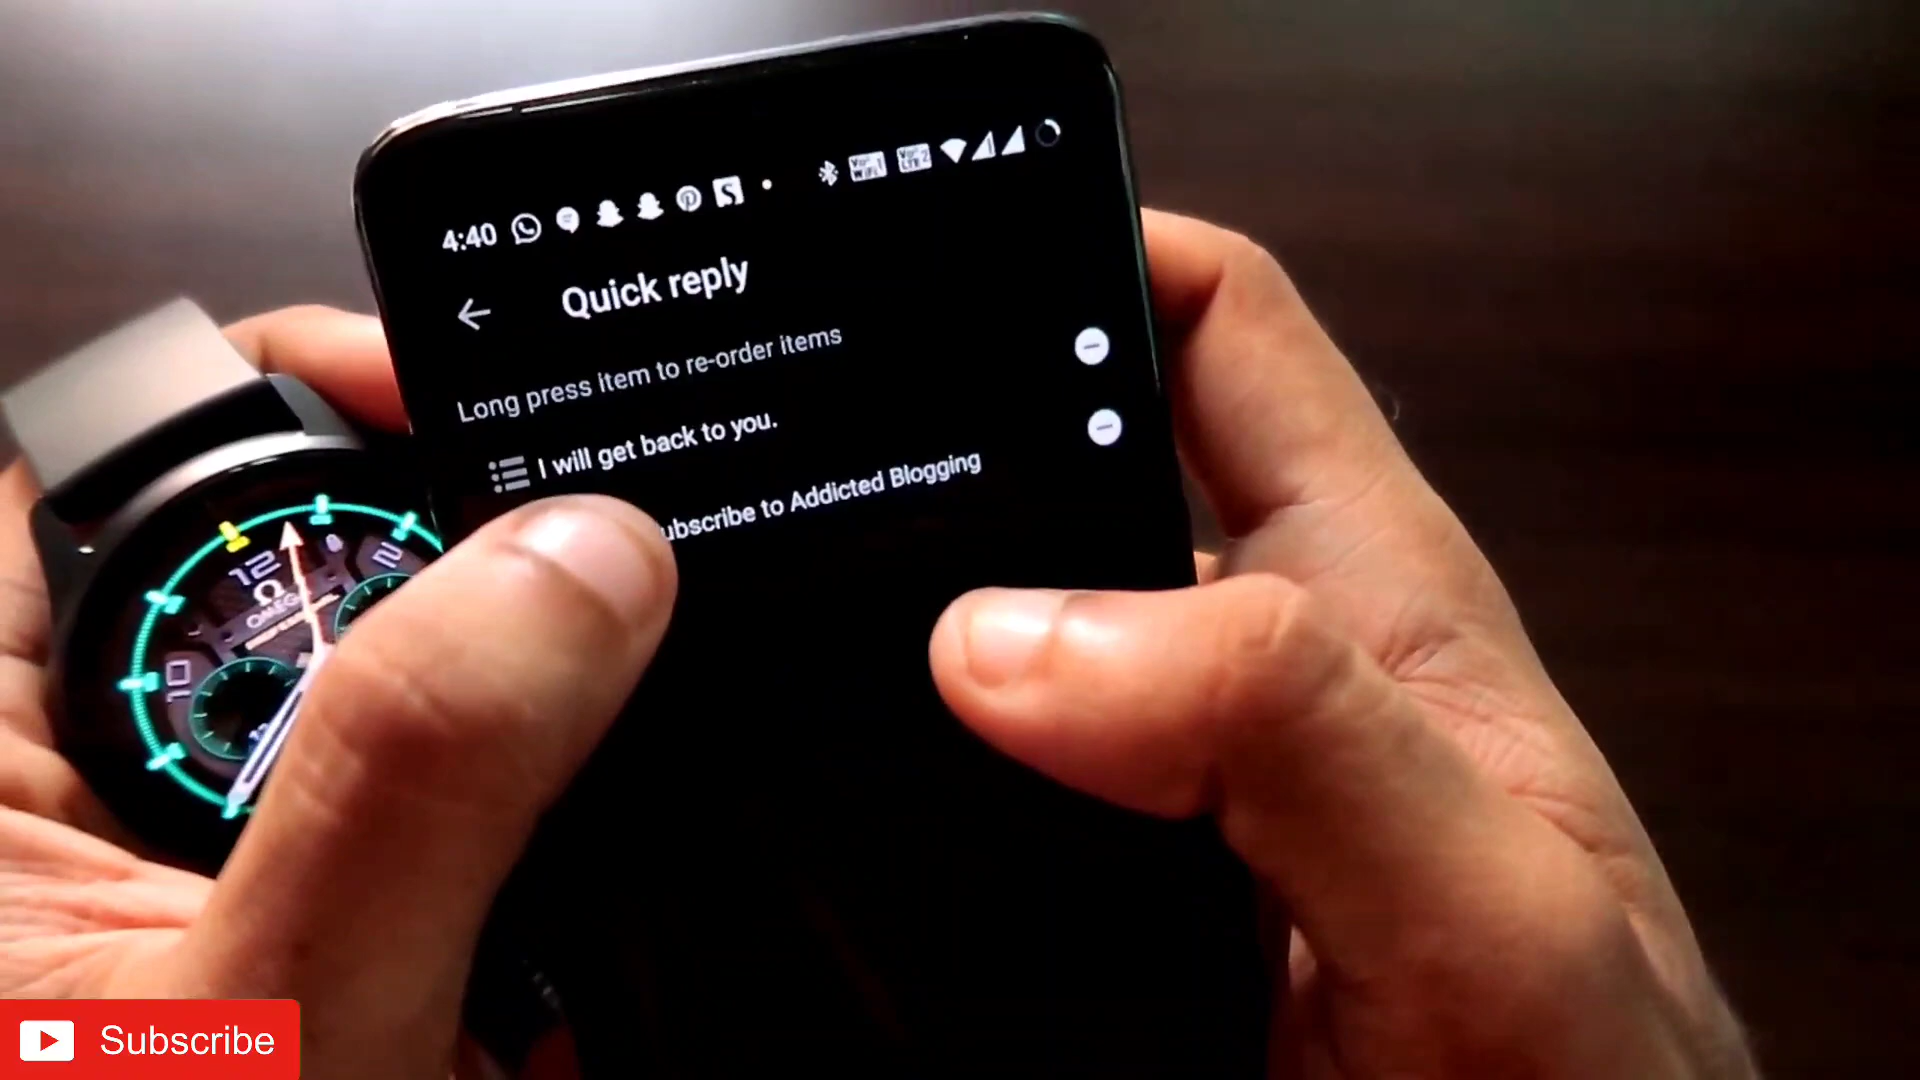 4:40
Quick reply
Long press item to re-order items
I will get back to you.
ubscribe to Addicted Blogging
12
2
OMEGA
10
Subscribe